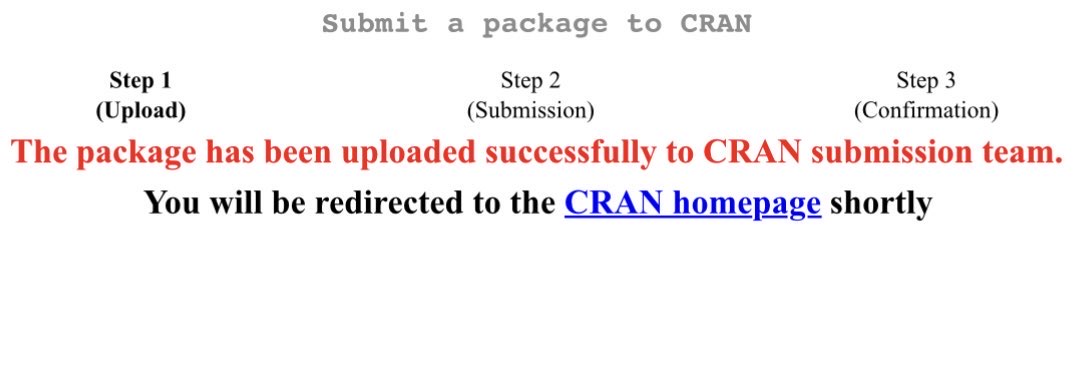 Submit a package to CRAN
Step 1 Step 2 Step 3
(Upload) (Submission) (Confirmation)
The package has been uploaded successfully to CRAN submission team.
You will be redirected to the CRAN homepage shortly